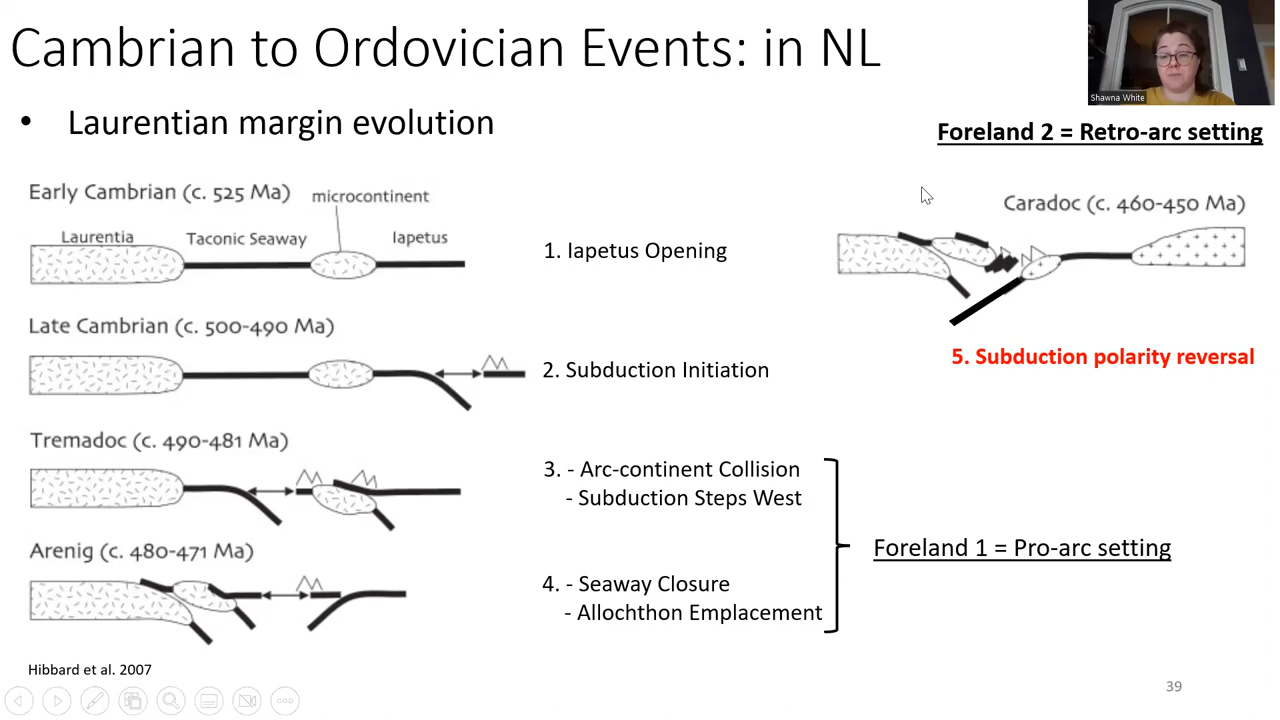 Cambrian to Ordovician Events: in NL
Shawna White
• Laurentian margin evolution
Foreland 2 = Retro-arc setting
Early Cambrian (c. 525 Ma)
microcontinent
Laurentia
Taconic Seaway
Iapetus
1. Iapetus Opening
Caradoc (c. 460-450 Ma)
Late Cambrian (c. 500-490 Ma)
2. Subduction Initiation
5. Subduction polarity reversal
Tremadoc (c. 490-481 Ma)
3. - Arc-continent Collision
- Subduction Steps West
Foreland 1 = Pro-arc setting
Arenig (c. 480-471 Ma)
4. - Seaway Closure
- Allochthon Emplacement
Hibbard et al. 2007
39